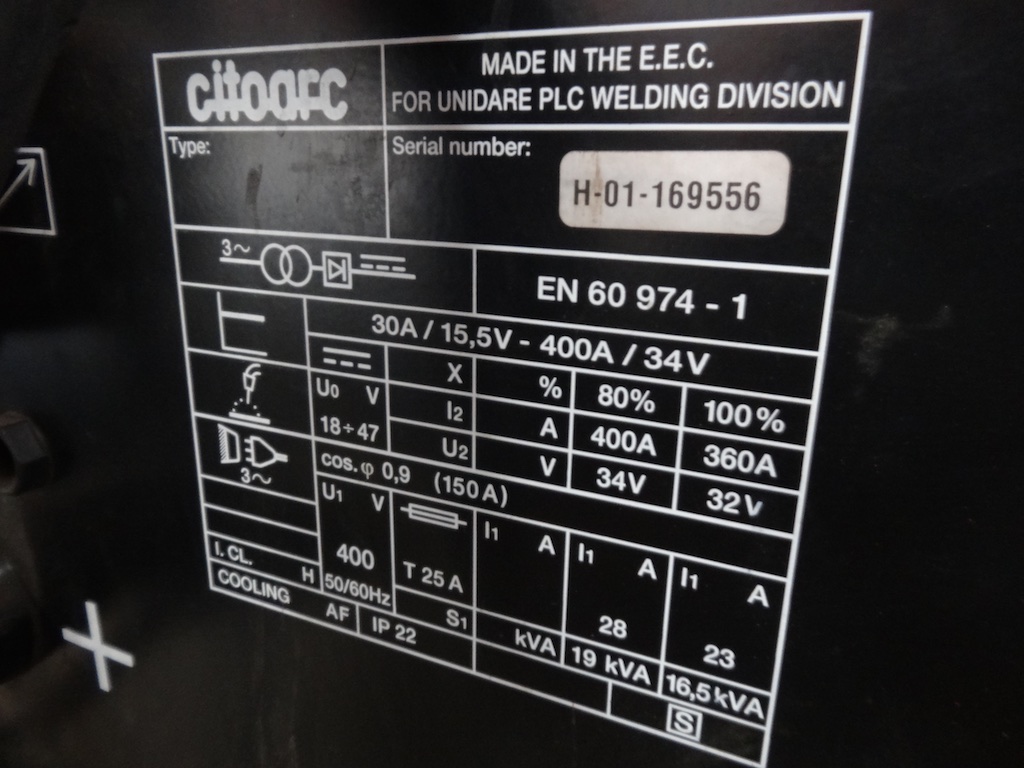 citoarc
MADE IN THE E.E.C.
FOR UNIDARE PLC WELDING DIVISION
Type:
Serial number:
H-01-169556
3~
EN 60 974 - 1
30A / 15,5V - 400A / 34V
X % 80% 100%
U0 V
18÷47
I2 A 400A 360A
U2 V 34V 32V
3~
cos. φ 0,9 (150A)
U1 V
400
50/60Hz
T 25 A
I1 A
I1 A
28
I1 A
23
I. CL. H
S1 kVA 19 kVA 16,5 kVA
COOLING AF IP 22
S